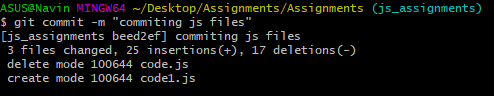 ASUS@Navin MINGW64 ~/Desktop/Assignments/Assignments (js_assignments)
$ git commit -m "commiting js files"
[js_assignments beed2ef] commiting js files
 3 files changed, 25 insertions(+), 17 deletions(-)
 delete mode 100644 code.js
 create mode 100644 code1.js